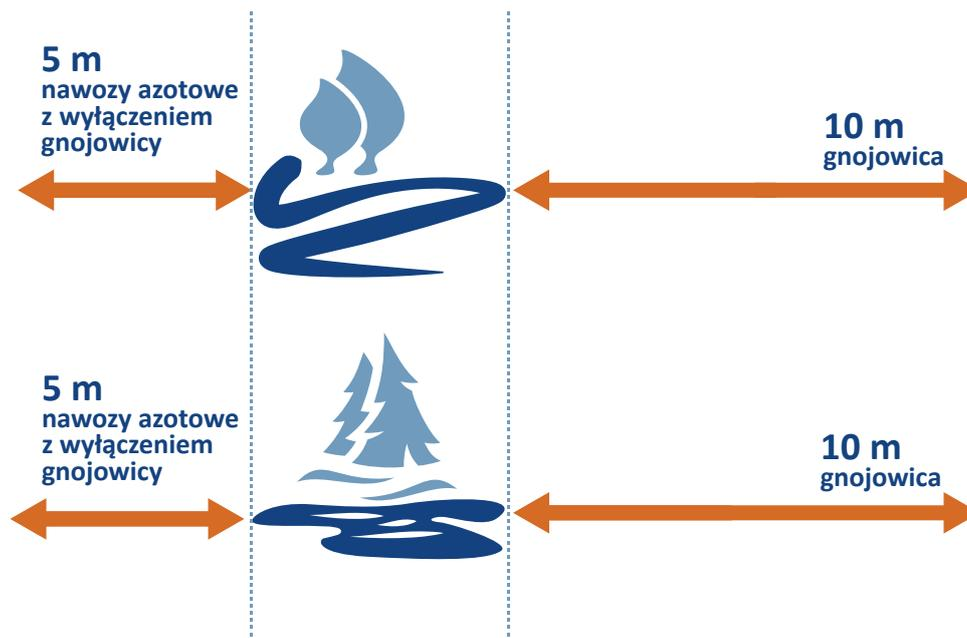 5 m
nawozy azotowe
z wyłączeniem
gnojowicy
10 m
gnojowica
5 m
nawozy azotowe
z wyłączeniem
gnojowicy
10 m
gnojowica